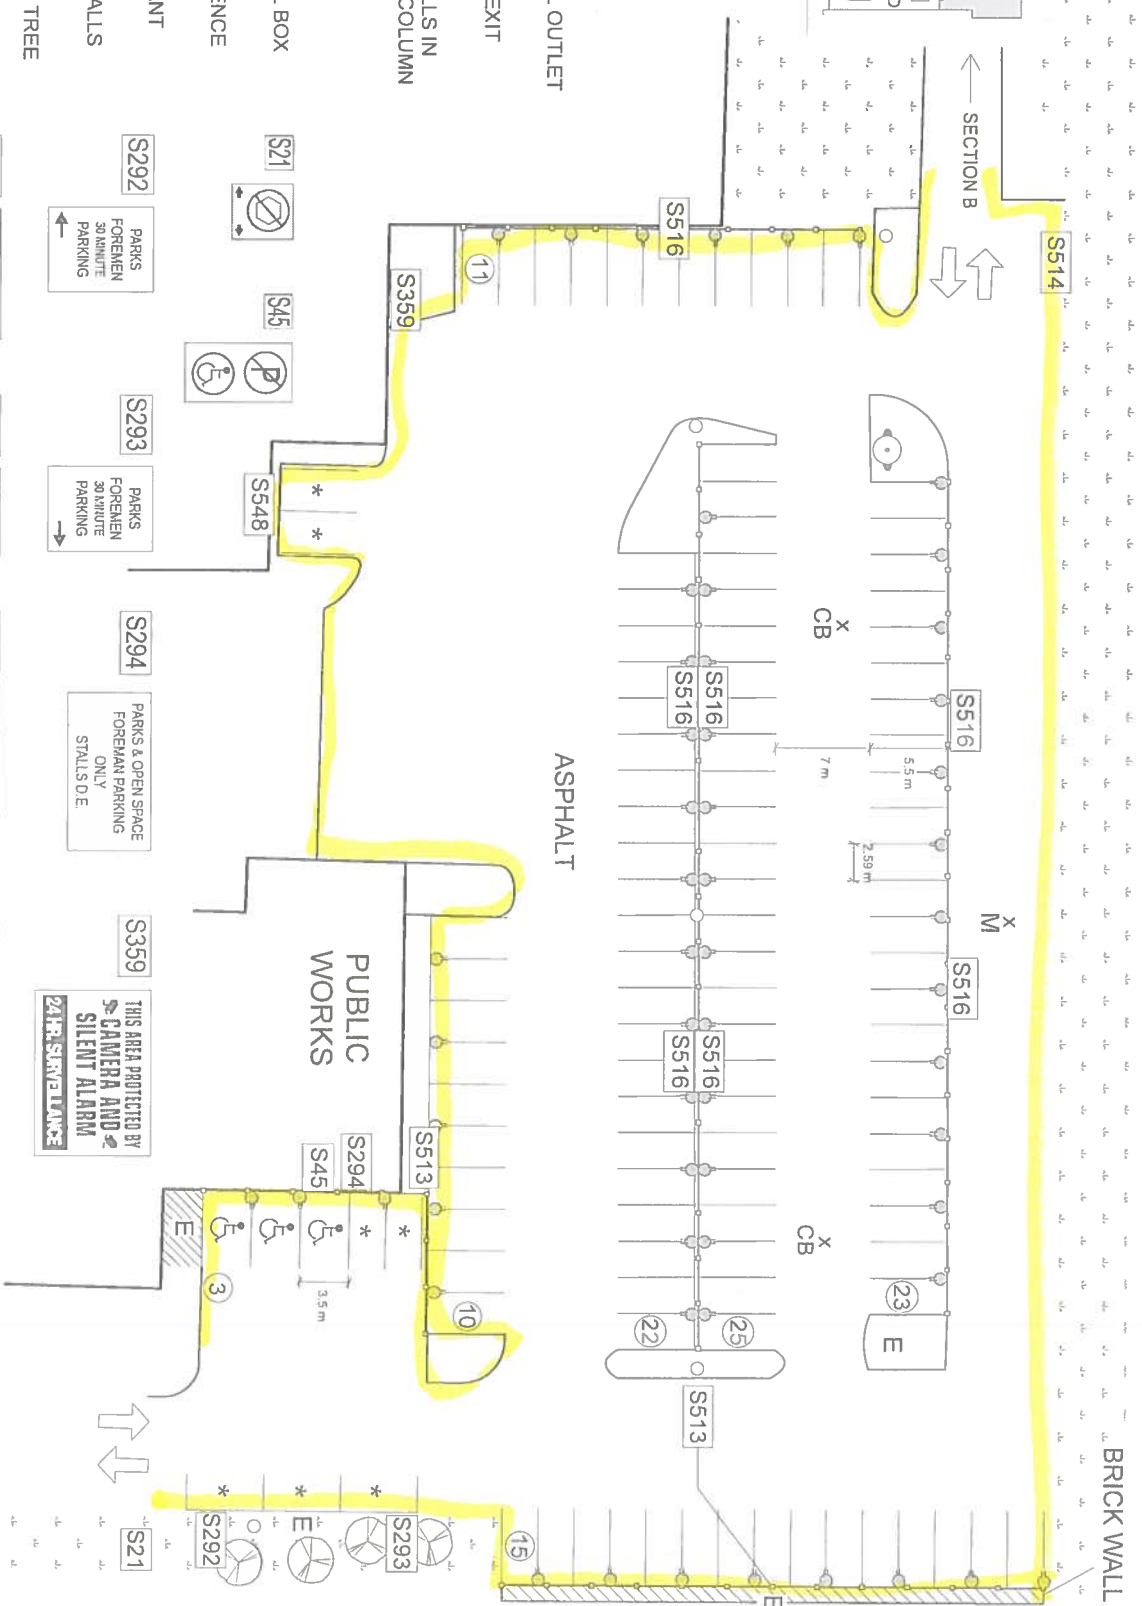 OUTLET
EXIT
LLS IN
COLUMN
BOX
ENCE
ANT
ALLS
TREE
SECTION B
S514
S516
11
S359
S21
S45
P
S292
PARKS
FOREMEN
30 MINUTE
PARKING
S293
PARKS
FOREMEN
30 MINUTE
PARKING
S294
PARKS & OPEN SPACE
FOREMAN PARKING
ONLY
STALLS D.E.
S359
THIS AREA PROTECTED BY
CAMERA AND
SILENT ALARM
24 HR. SURVEILLANCE
S548
*
*
x
CB
S516
S516
S516
7 m
5.5 m
2.59 m
ASPHALT
x
M
S516
S516
S516
PUBLIC
WORKS
S513
S294
S45
*
*
E
3
3.5 m
10
x
CB
23
E
22
25
S513
BRICK WALL
15
*
*
*
S293
E
S292
S21
E